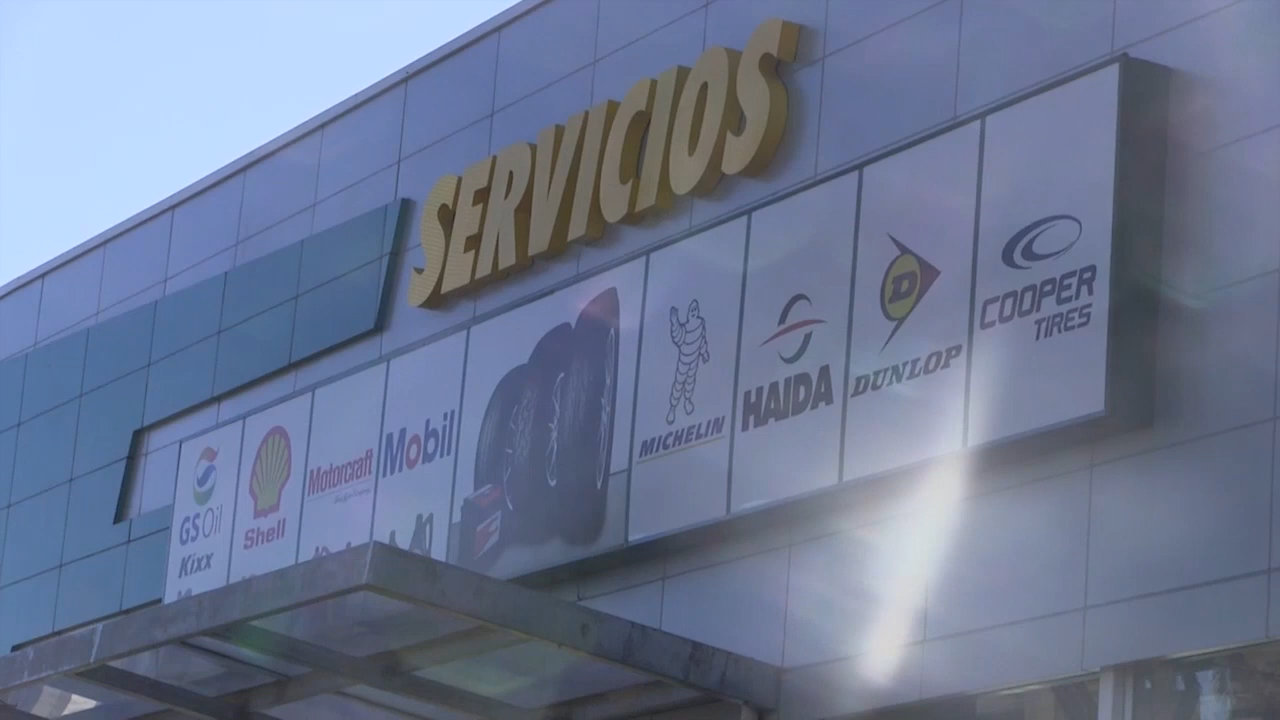 SERVICIOS
GS Oil
Kixx
Shell
Motorcraft
Mobil
MICHELIN
HAIDA
D
DUNLOP
COOPER
TIRES